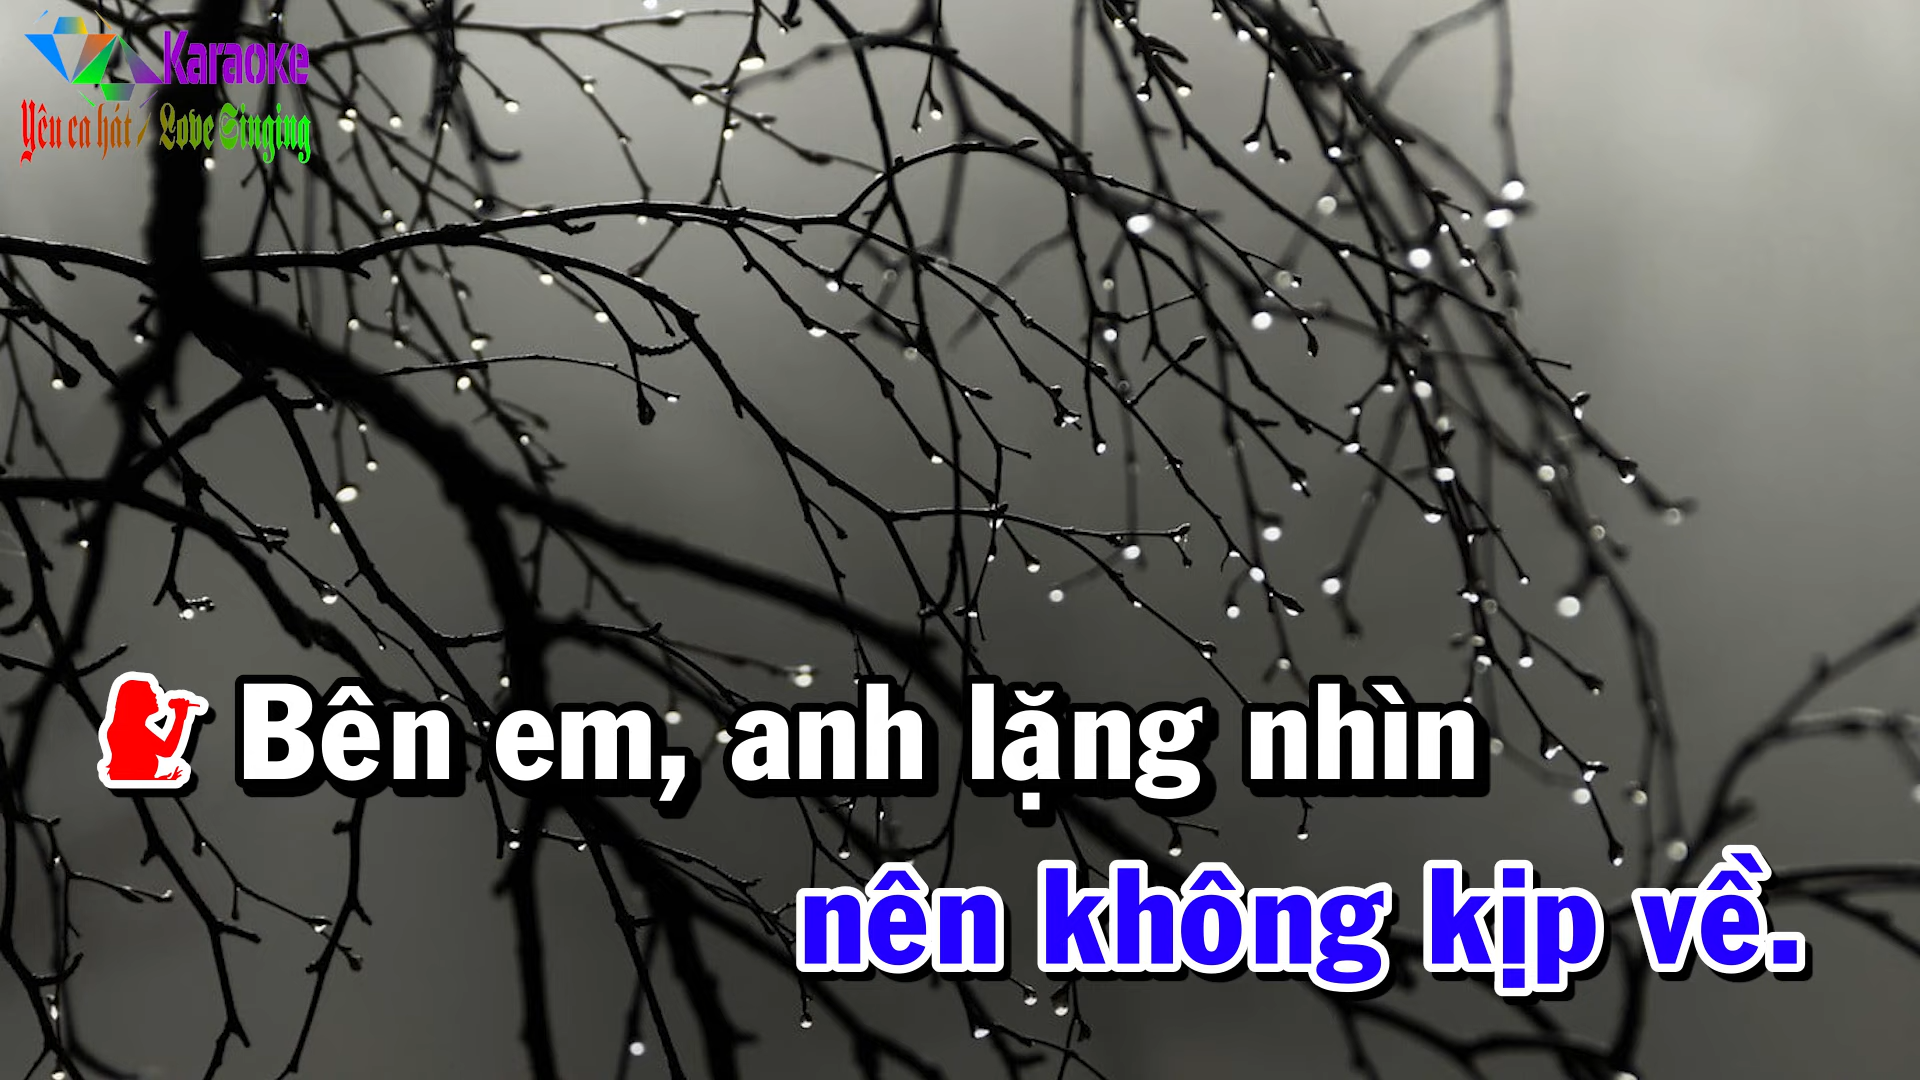 Karaoke
Yêu ca hát / Love Singing
Bên em, anh lặng nhìn
nên không kịp về.